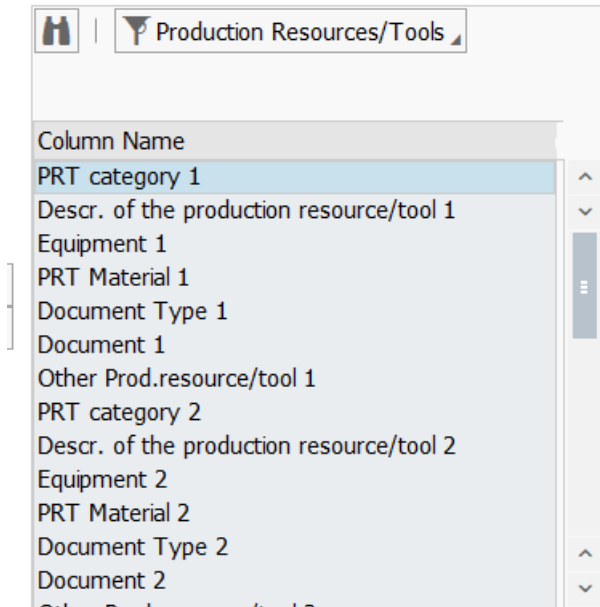 Production Resources/Tools
Column Name
PRT category 1
Descr. of the production resource/tool 1
Equipment 1
PRT Material 1
Document Type 1
Document 1
Other Prod.resource/tool 1
PRT category 2
Descr. of the production resource/tool 2
Equipment 2
PRT Material 2
Document Type 2
Document 2